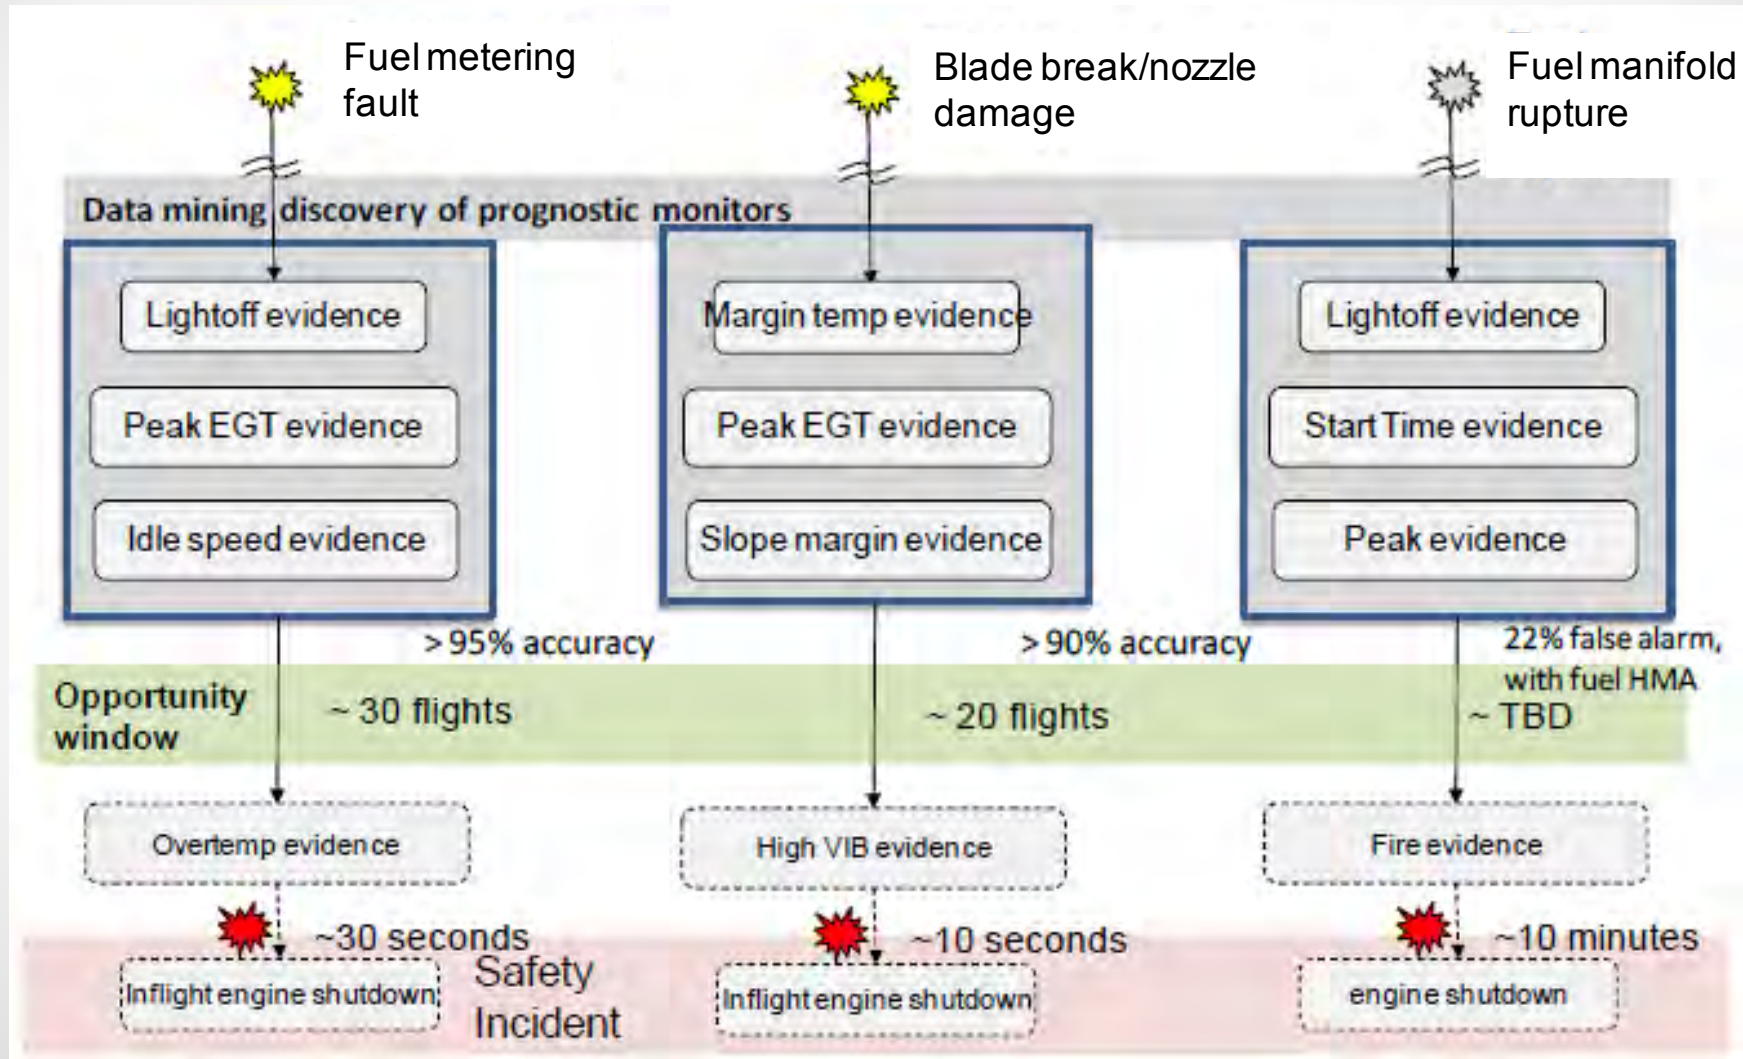 Fuel metering
fault
Blade break/nozzle
damage
Fuel manifold
rupture
Data mining discovery of prognostic monitors
Lightoff evidence
Peak EGT evidence
Idle speed evidence
Margin temp evidence
Peak EGT evidence
Slope margin evidence
Lightoff evidence
Start Time evidence
Peak evidence
> 95% accuracy
> 90% accuracy
22% false alarm,
with fuel HMA
Opportunity
window
~ 30 flights
~ 20 flights
~ TBD
Overtemp evidence
High VIB evidence
Fire evidence
~30 seconds
~10 seconds
~10 minutes
Inflight engine shutdown
Safety
Incident
Inflight engine shutdown
engine shutdown